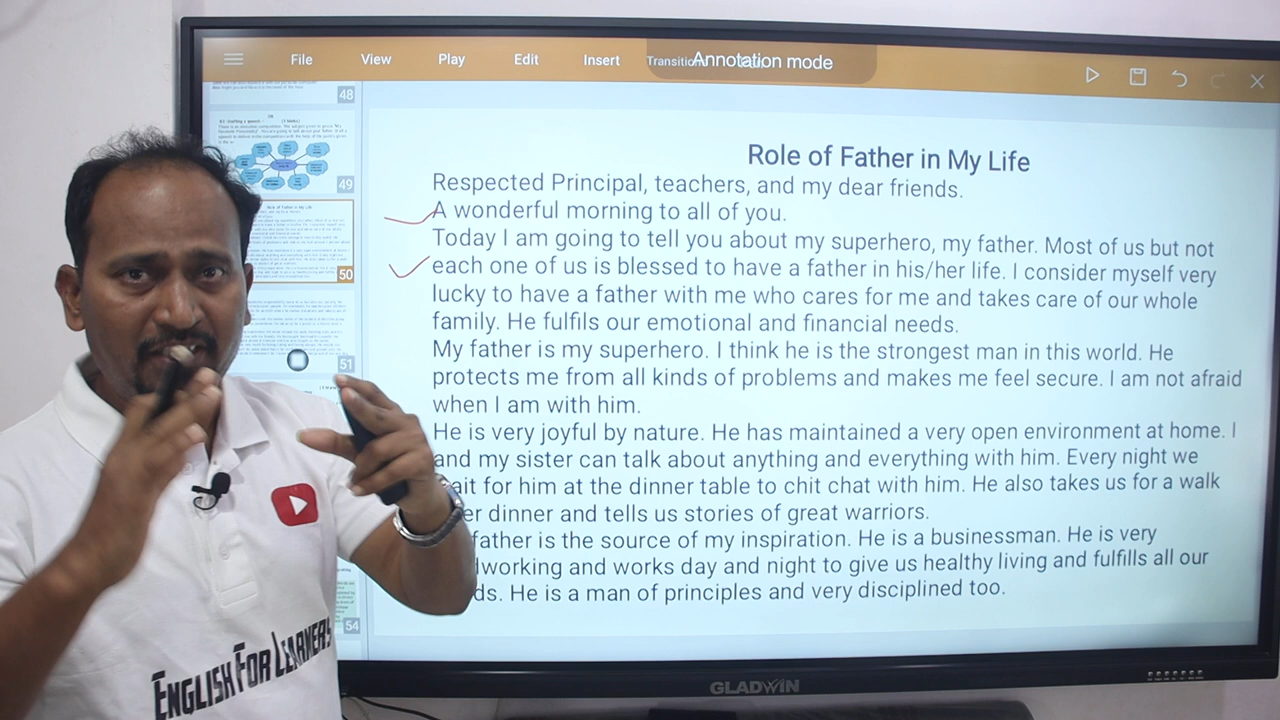 File View Play Edit Insert Annotation mode
48
49
50
51
54
Role of Father in My Life
Respected Principal, teachers, and my dear friends.
A wonderful morning to all of you.
Today I am going to tell you about my superhero, my father. Most of us but not
each one of us is blessed to have a father in his/her life. I consider myself very
lucky to have a father with me who cares for me and takes care of our whole
family. He fulfils our emotional and financial needs.
My father is my superhero. I think he is the strongest man in this world. He
protects me from all kinds of problems and makes me feel secure. I am not afraid
when I am with him.
He is very joyful by nature. He has maintained a very open environment at home. I
and my sister can talk about anything and everything with him. Every night we
ait for him at the dinner table to chit chat with him. He also takes us for a walk
er dinner and tells us stories of great warriors.
father is the source of my inspiration. He is a businessman. He is very
working and works day and night to give us healthy living and fulfills all our
ds. He is a man of principles and very disciplined too.
ENGLISH FOR LEARNERS
GLADWIN